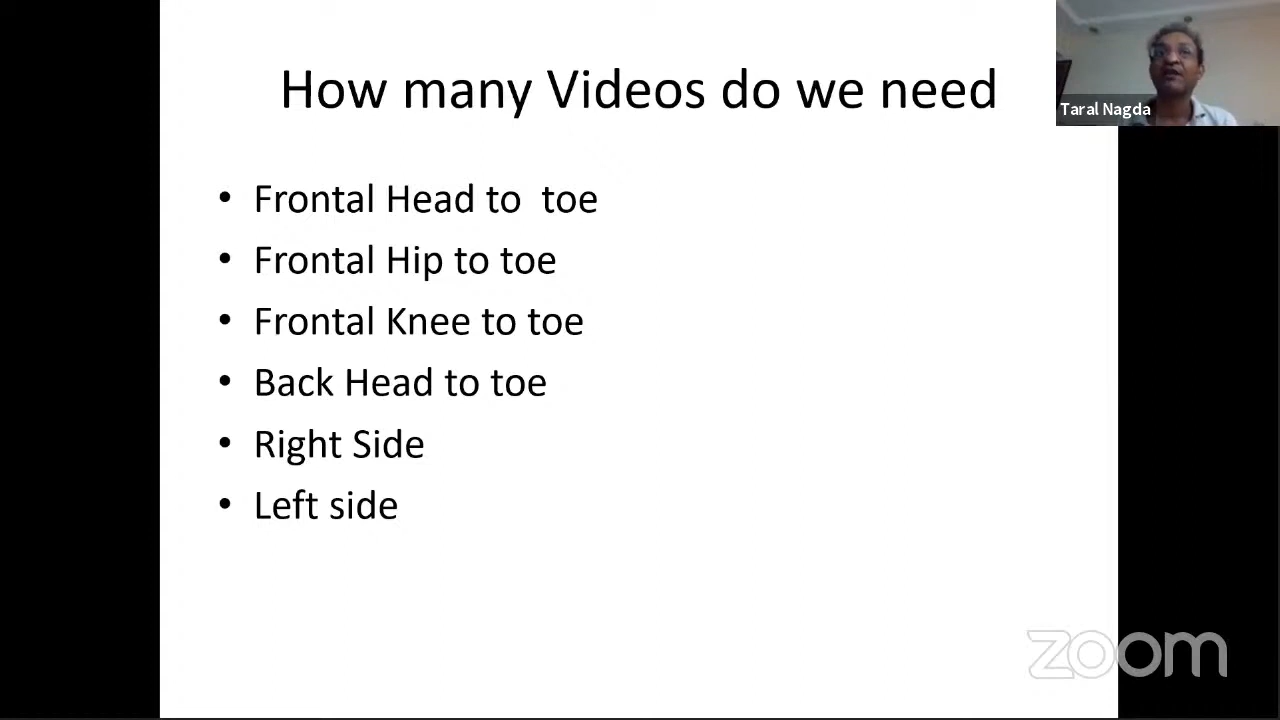 How many Videos do we need
Taral Nagda
• Frontal Head to  toe
• Frontal Hip to toe
• Frontal Knee to toe
• Back Head to toe
• Right Side
• Left side
zoom